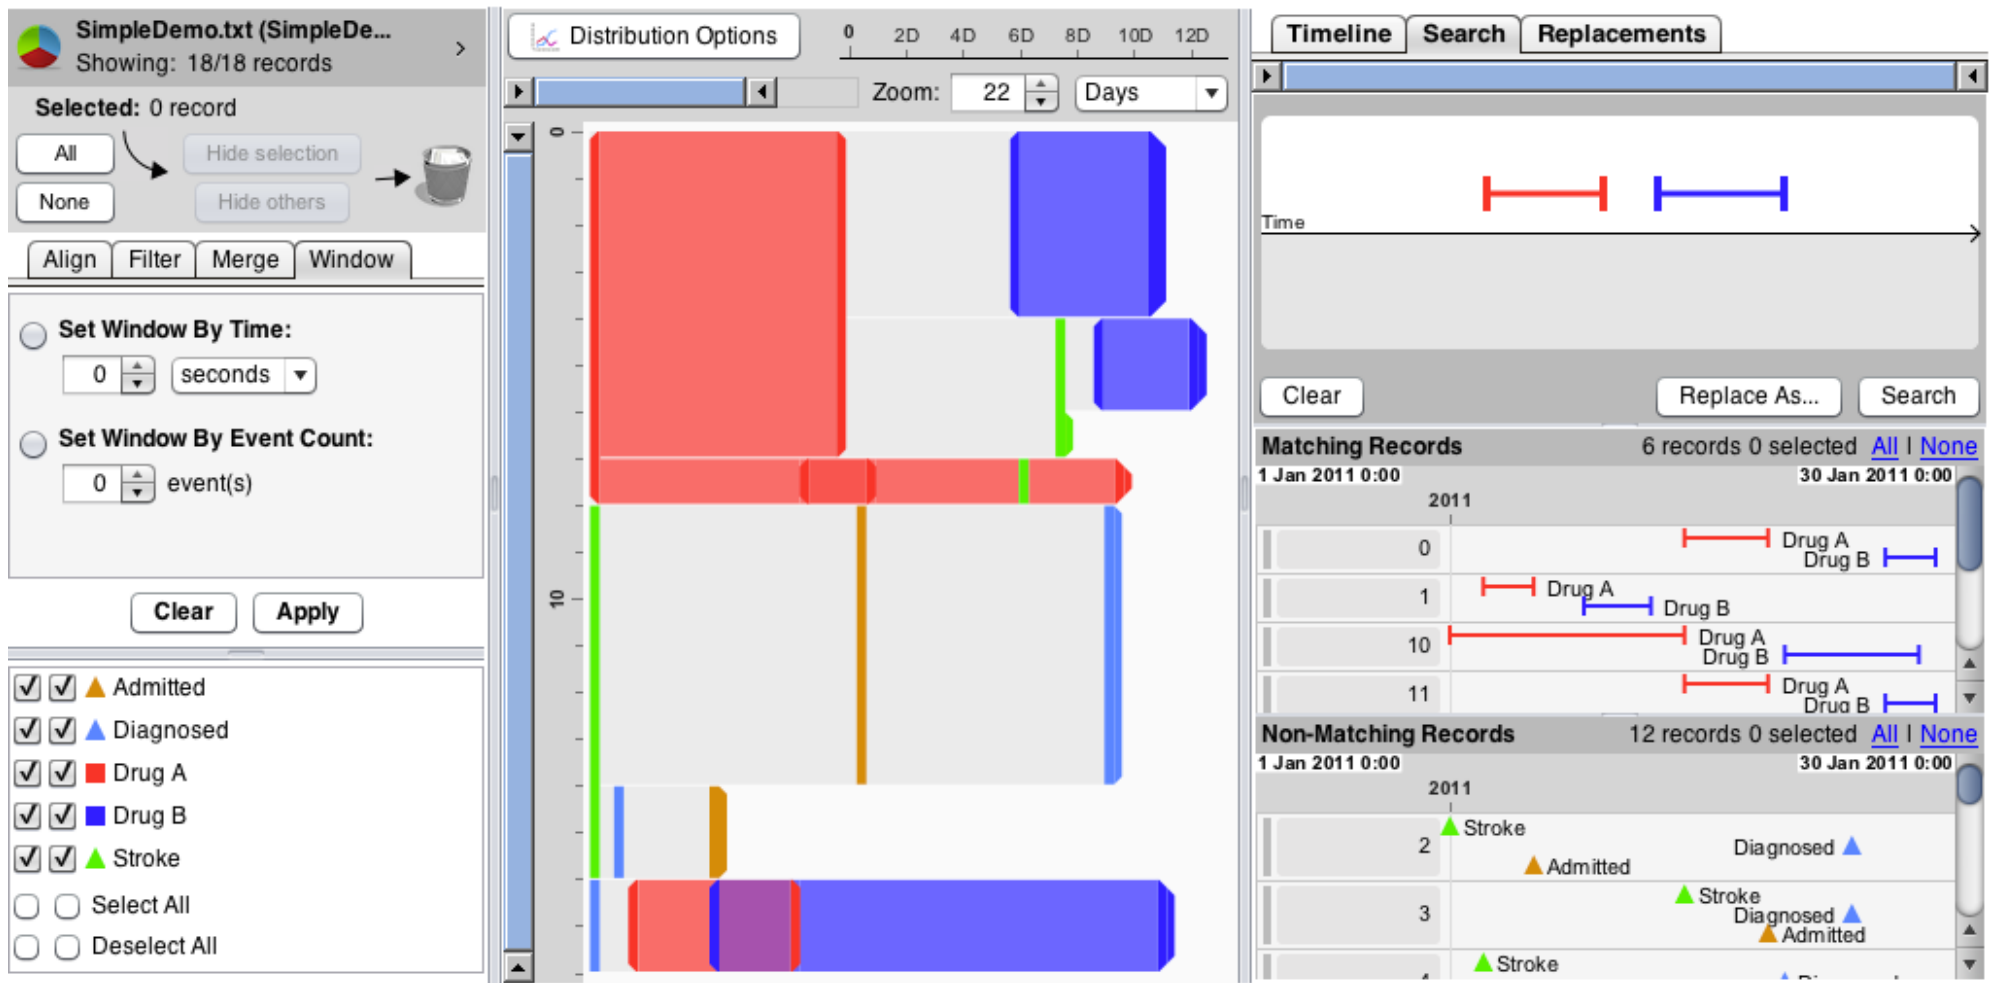 SimpleDemo.txt (SimpleDe...
Showing: 18/18 records
Selected: 0 record
All
Hide selection
None
Hide others
Align
Filter
Merge
Window
Set Window By Time:
0
seconds
Set Window By Event Count:
0
event(s)
Clear
Apply
Admitted
Diagnosed
Drug A
Drug B
Stroke
Select All
Deselect All
Distribution Options
0 2D 4D 6D 8D 10D 12D
Zoom: 22 Days
0
10
Timeline
Search
Replacements
Time
Clear
Replace As...
Search
Matching Records 6 records 0 selected All | None
1 Jan 2011 0:00 30 Jan 2011 0:00
2011
0 Drug A
Drug B
1 Drug A
Drug B
10 Drug A
Drug B
11 Drug A
Drug B
Non-Matching Records 12 records 0 selected All | None
1 Jan 2011 0:00 30 Jan 2011 0:00
2011
Stroke
2 Diagnosed
Admitted
Stroke
3 Diagnosed
Admitted
Stroke